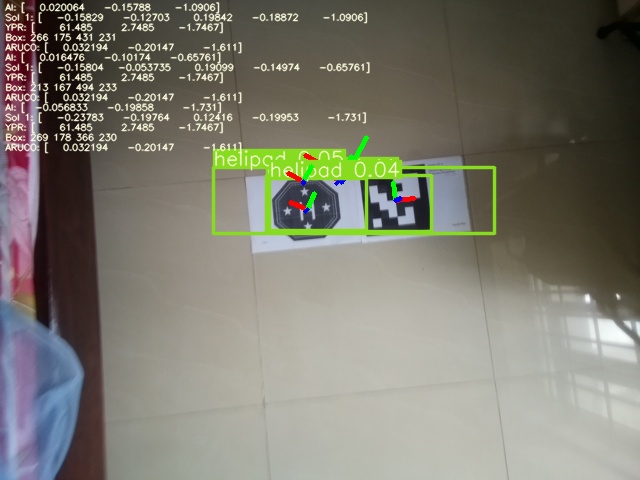 AI: [ 0.020064 -0.15788 -1.0906]
Sol 1: [ -0.15829 -0.12703 0.19842 -0.18872 -1.0906]
YPR: [ 61.485 2.7485 -1.7467]
Box: 266 175 431 231
ARUCO: [ 0.032194 -0.20147 -1.611]
AI: [ 0.016476 -0.10174 -0.65761]
Sol 1: [ -0.15804 -0.053735 0.19099 -0.14974 -0.65761]
YPR: [ 61.485 2.7485 -1.7467]
Box: 213 167 494 233
ARUCO: [ 0.032194 -0.20147 -1.611]
AI: [ -0.056833 -0.19858 -1.731]
Sol 1: [ -0.23783 -0.19764 0.12416 -0.19953 -1.731]
YPR: [ 61.485 2.7485 -1.7467]
Box: 269 178 366 230
ARUCO: [ 0.032194 -0.20147 -1.611]
helipad 0.05
helipad 0.04